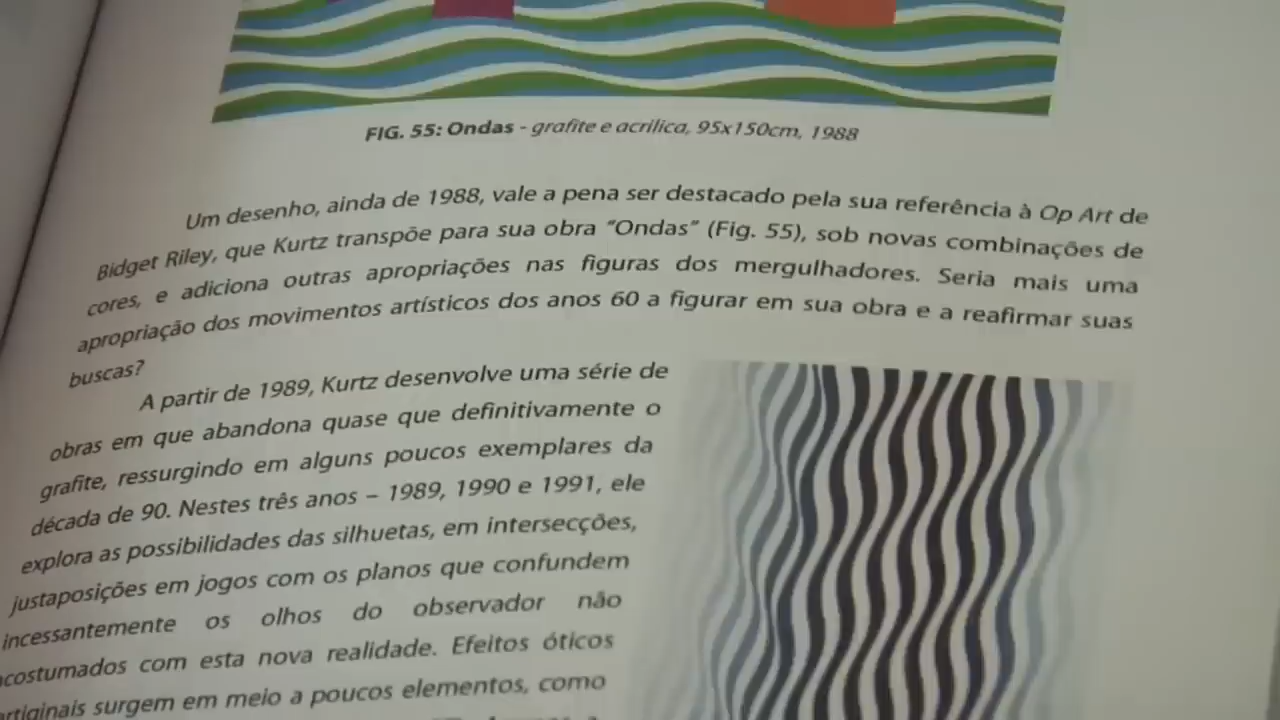 FIG. 55: Ondas - grafite e acrilica, 95x150cm, 1988
Um desenho, ainda de 1988, vale a pena ser destacado pela sua referência à Op Art de
Bidget Riley, que Kurtz transpõe para sua obra “Ondas” (Fig. 55), sob novas combinações de
cores, e adiciona outras apropriações nas figuras dos mergulhadores. Seria mais uma
apropriação dos movimentos artísticos dos anos 60 a figurar em sua obra e a reafirmar suas
buscas?
A partir de 1989, Kurtz desenvolve uma série de
obras em que abandona quase que definitivamente o
grafite, ressurgindo em alguns poucos exemplares da
década de 90. Nestes três anos – 1989, 1990 e 1991, ele
explora as possibilidades das silhuetas, em intersecções,
justaposições em jogos com os planos que confundem
incessantemente os olhos do observador não
acostumados com esta nova realidade. Efeitos óticos
artiginais surgem em meio a poucos elementos, como